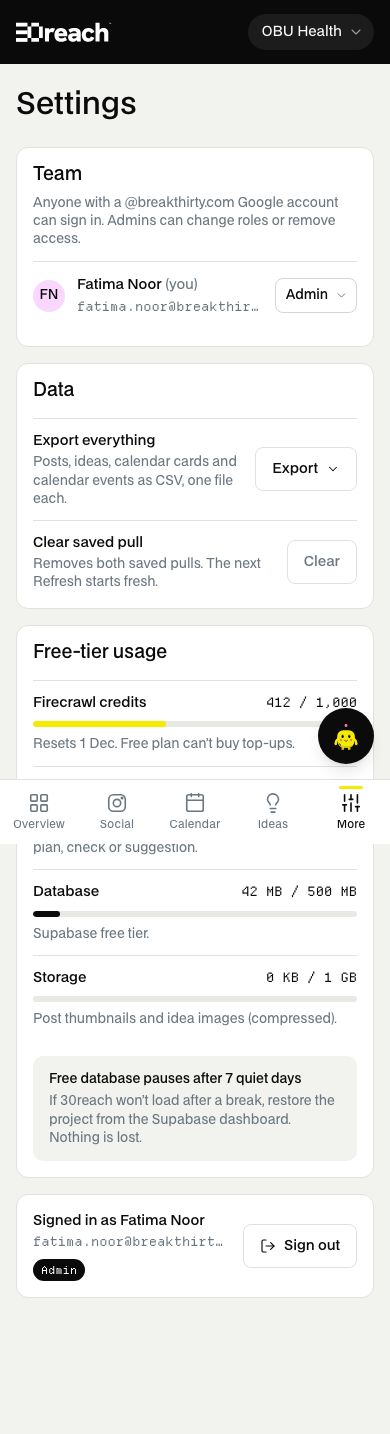 30reach
OBU Health
Settings
Team
Anyone with a @breakthirty.com Google account
can sign in. Admins can change roles or remove
access.
FN
Fatima Noor (you)
fatima.noor@breakthir…
Admin
Data
Export everything
Posts, ideas, calendar cards and
calendar events as CSV, one file
each.
Export
Clear saved pull
Removes both saved pulls. The next
Refresh starts fresh.
Clear
Free-tier usage
Firecrawl credits
412 / 1,000
Resets 1 Dec. Free plan can't buy top-ups.
Overview
Social
Calendar
Ideas
More
plan, check or suggestion.
Database
42 MB / 500 MB
Supabase free tier.
Storage
0 KB / 1 GB
Post thumbnails and idea images (compressed).
Free database pauses after 7 quiet days
If 30reach won't load after a break, restore the
project from the Supabase dashboard.
Nothing is lost.
Signed in as Fatima Noor
fatima.noor@breakthirt…
Admin
Sign out